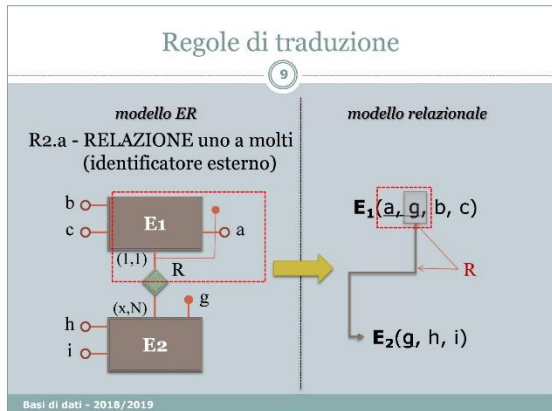 Regole di traduzione
9
modello ER
modello relazionale
R2.a - RELAZIONE uno a molti
(identificatore esterno)
b
c
E1
a
(1,1)
R
(x,N)
g
h
i
E2
E1(a, g, b, c)
R
E2(g, h, i)
Basi di dati - 2018/2019